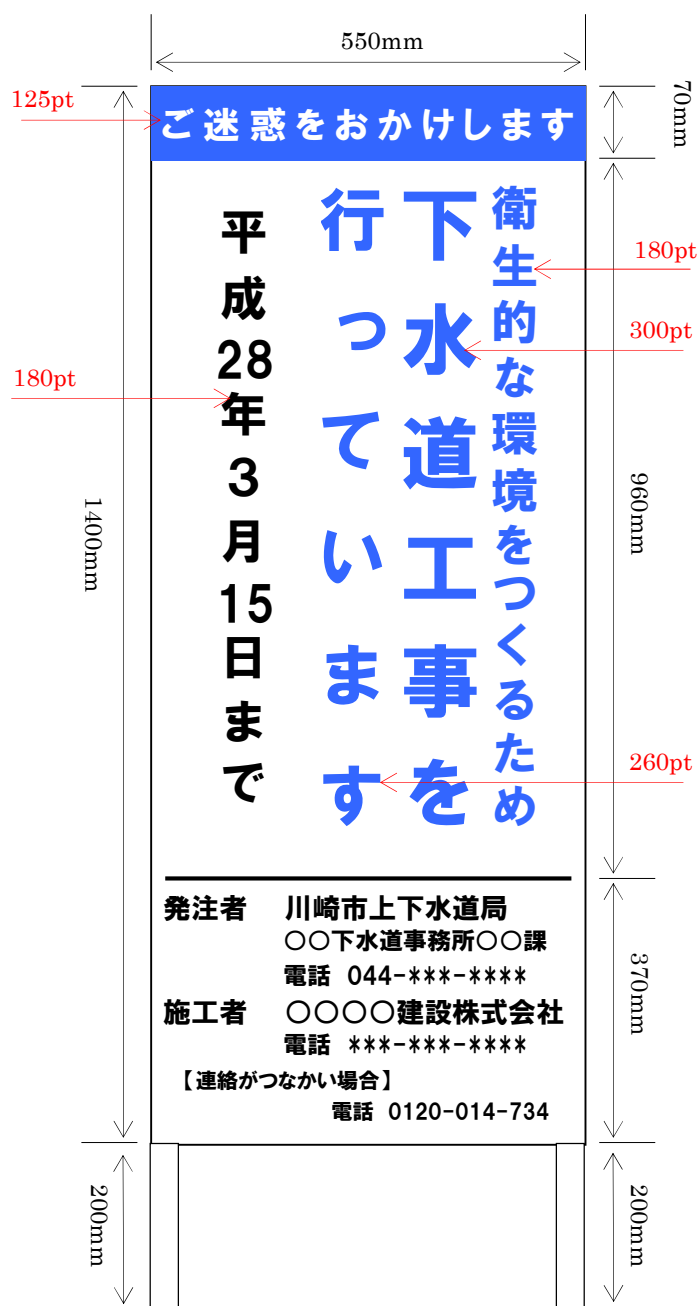 550mm
125pt
70mm
ご迷惑をおかけします
衛生的な環境をつくるため
下水道工事を
行っています
平成28年3月15日まで
180pt
300pt
180pt
260pt
1400mm
960mm
発注者 川崎市上下水道局
○○下水道事務所○○課
電話 044-***-****
施工者 ○○○○建設株式会社
電話 ***-***-****
【連絡がつなかい場合】
電話 0120-014-734
370mm
200mm
200mm